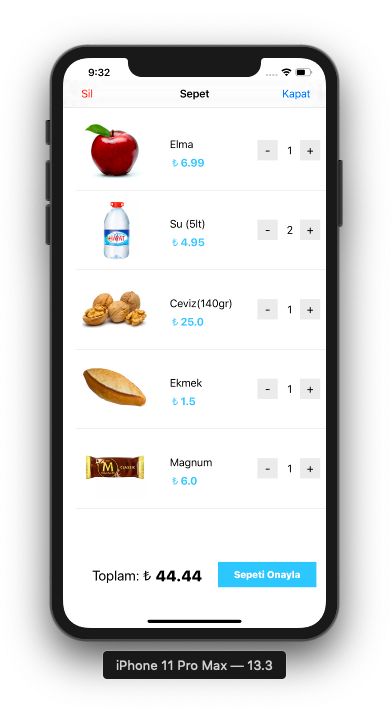 9:32
Sil Sepet Kapat
Elma
₺ 6.99
- 1 +
Su (5lt)
₺ 4.95
- 2 +
Ceviz(140gr)
₺ 25.0
- 1 +
Ekmek
₺ 1.5
- 1 +
M
CLASSIC
Magnum
₺ 6.0
- 1 +
Toplam: ₺ 44.44 Sepeti Onayla
iPhone 11 Pro Max — 13.3